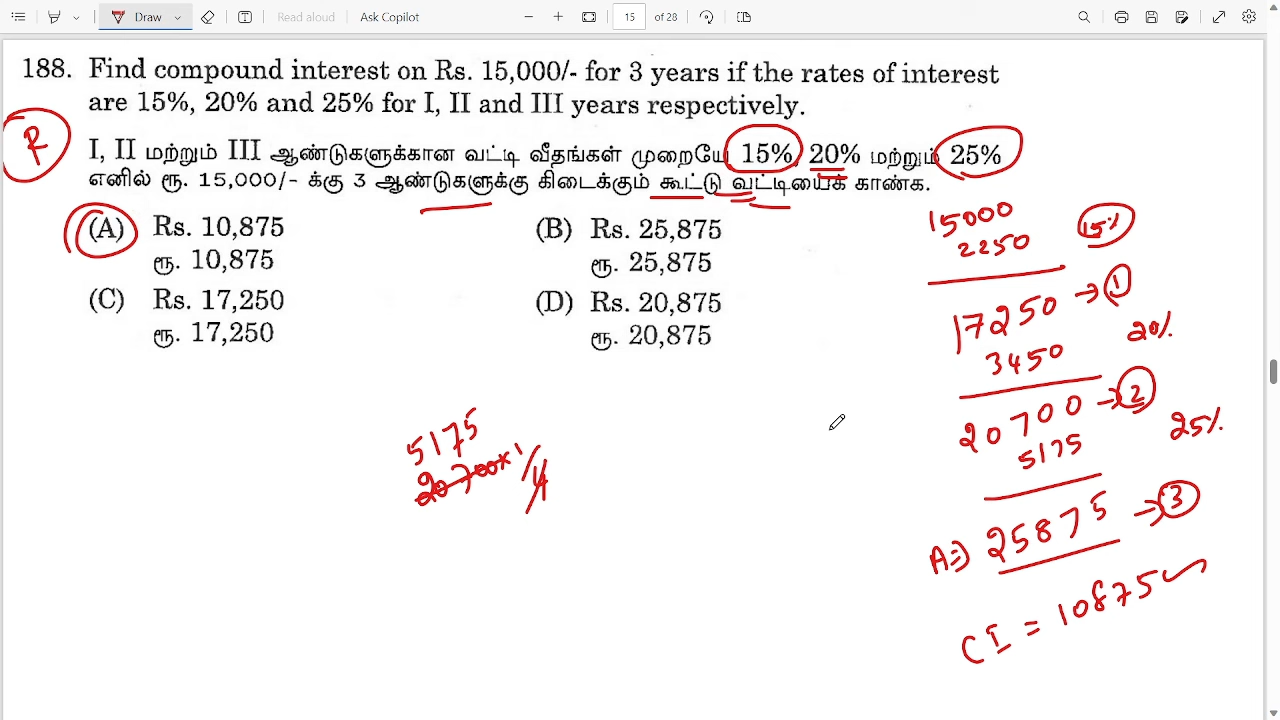 Draw
Read aloud
Ask Copilot
15
of 28
188. Find compound interest on Rs. 15,000/- for 3 years if the rates of interest
are 15%, 20% and 25% for I, II and III years respectively.
R
I, II மற்றும் III ஆண்டுகளுக்கான வட்டி வீதங்கள் முறையே 15%, 20% மற்றும் 25%
எனில் ரூ. 15,000/- க்கு 3 ஆண்டுகளுக்கு கிடைக்கும் கூட்டு வட்டியைக் காண்க.
(A) Rs. 10,875
ரூ. 10,875
(B) Rs. 25,875
ரூ. 25,875
(C) Rs. 17,250
ரூ. 17,250
(D) Rs. 20,875
ரூ. 20,875
15000
2250 15%
17250 → 1
3450 20%
20700 → 2
5175 25%
A⇒ 25875 → 3
CI = 10875
5175
20700 × 1/4